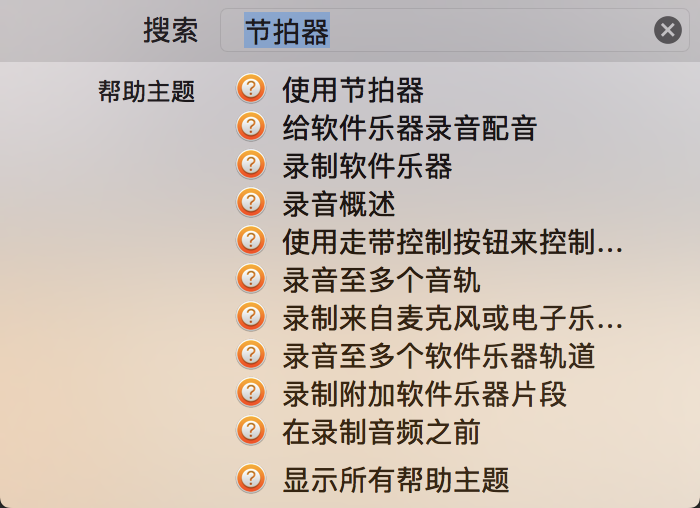 搜索 节拍器
帮助主题 使用节拍器
给软件乐器录音配音
录制软件乐器
录音概述
使用走带控制按钮来控制...
录音至多个音轨
录制来自麦克风或电子乐...
录音至多个软件乐器轨道
录制附加软件乐器片段
在录制音频之前
显示所有帮助主题